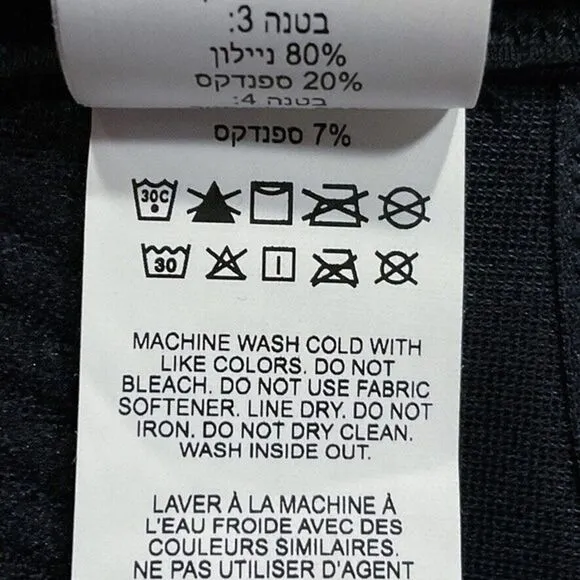 בטנה 3:
80% ניילון
20% ספנדקס
בטנה 4:
7% ספנדקס
30C
30
MACHINE WASH COLD WITH
LIKE COLORS. DO NOT
BLEACH. DO NOT USE FABRIC
SOFTENER. LINE DRY. DO NOT
IRON. DO NOT DRY CLEAN.
WASH INSIDE OUT.
LAVER À LA MACHINE À
L'EAU FROIDE AVEC DES
COULEURS SIMILAIRES.
NE PAS UTILISER D'AGENT